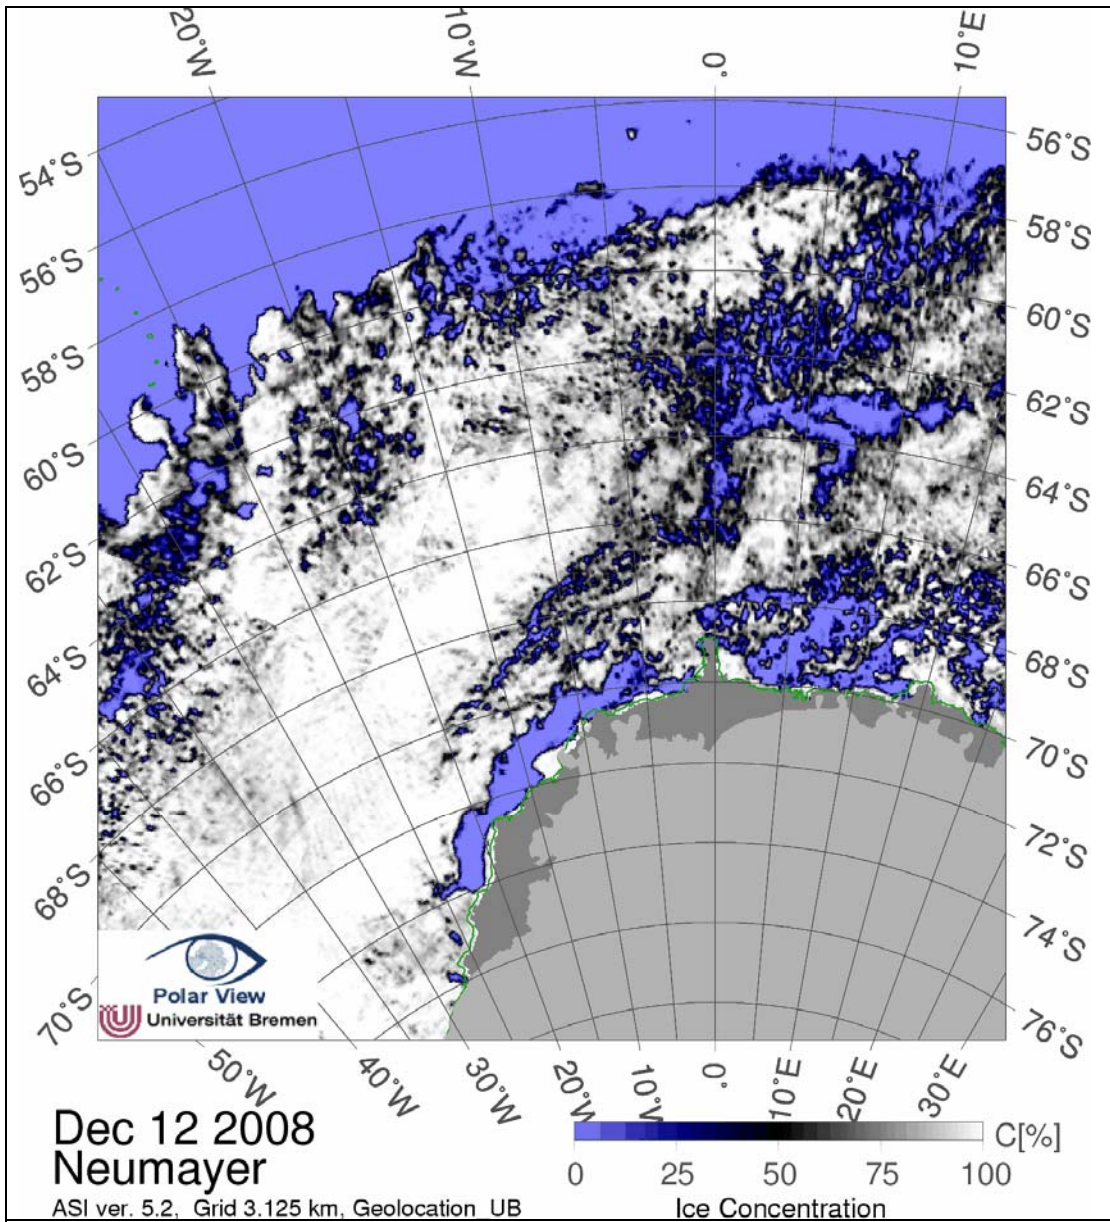 20°W
10°W
0°
10°E
54°S
56°S
58°S
60°S
62°S
64°S
66°S
68°S
70°S
56°S
58°S
60°S
62°S
64°S
66°S
68°S
70°S
72°S
74°S
76°S
50°W
40°W
30°W
20°W
10°W
0°
10°E
20°E
30°E
Polar View
Universität Bremen
Dec 12 2008
Neumayer
ASI ver. 5.2, Grid 3.125 km, Geolocation_UB
C[%]
0 25 50 75 100
Ice Concentration